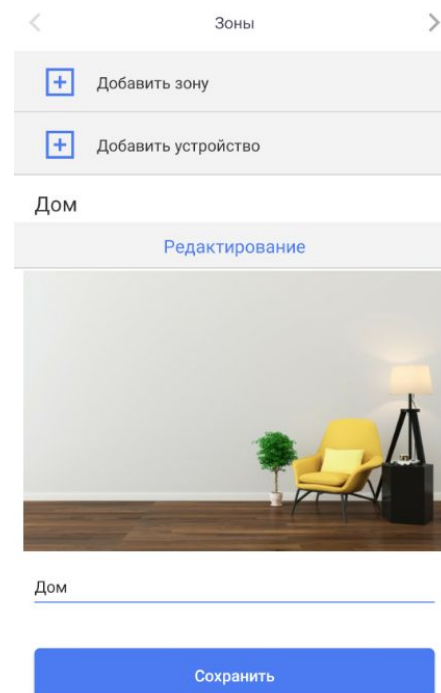 Зоны
Добавить зону
Добавить устройство
Дом
Редактирование
Дом
Сохранить